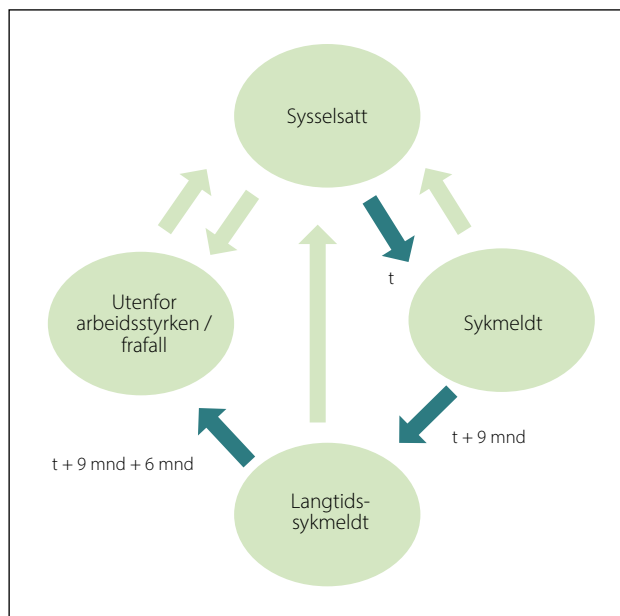 Sysselsatt
t
Utenfor
arbeidsstyrken /
frafall
Sykmeldt
t + 9 mnd
t + 9 mnd + 6 mnd
Langtids-
sykmeldt